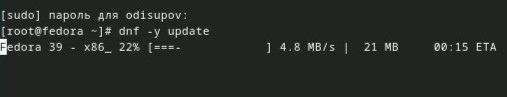 [sudo] пароль для odisupov:
[root@fedora ~]# dnf -y update
Fedora 39 - x86_ 22% [===-            ] 4.8 MB/s |  21 MB     00:15 ETA